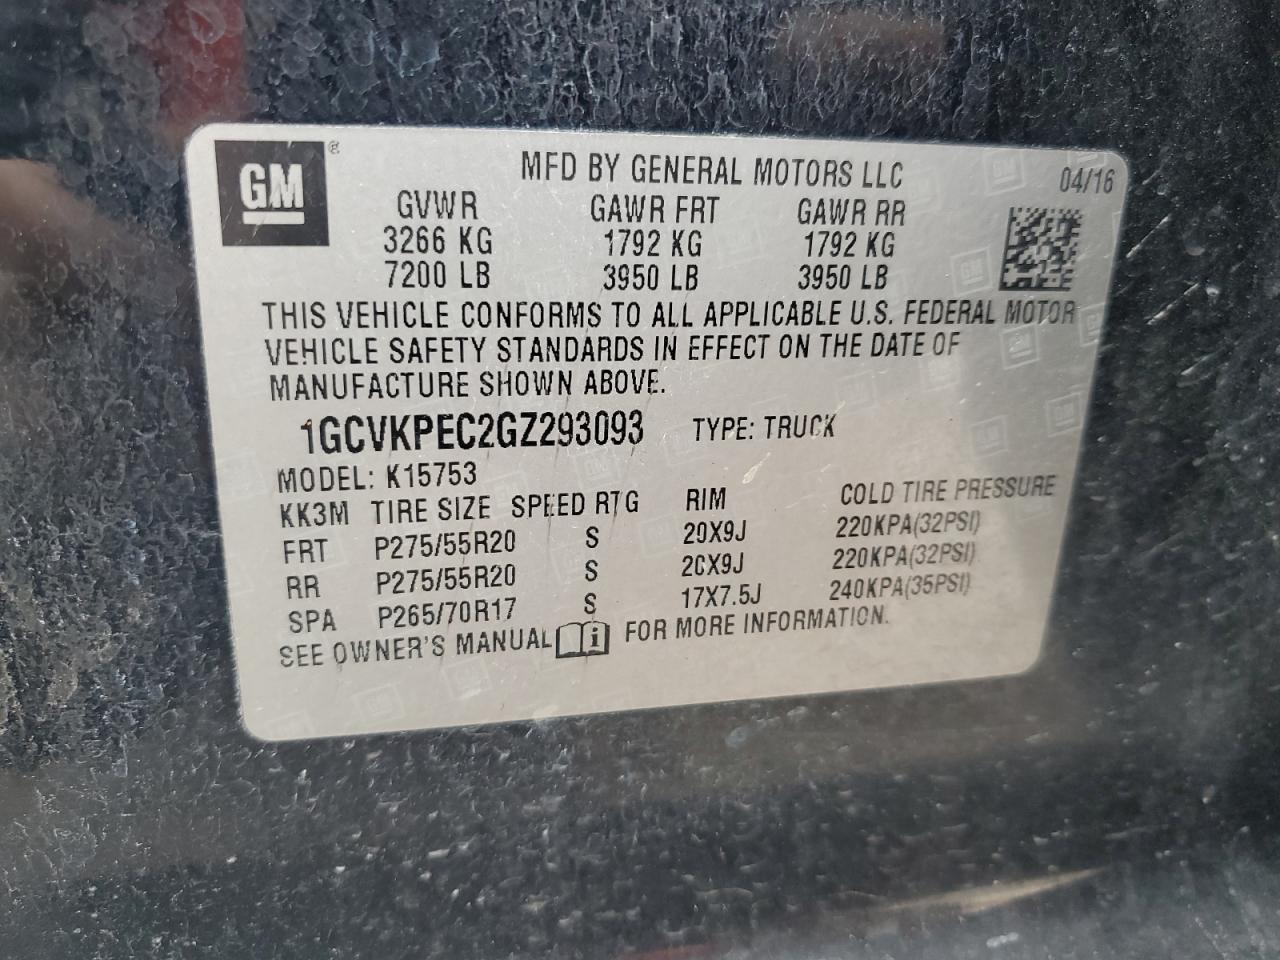 GM®
MFD BY GENERAL MOTORS LLC 04/16
GVWR GAWR FRT GAWR RR
3266 KG 1792 KG 1792 KG
7200 LB 3950 LB 3950 LB
THIS VEHICLE CONFORMS TO ALL APPLICABLE U.S. FEDERAL MOTOR
VEHICLE SAFETY STANDARDS IN EFFECT ON THE DATE OF
MANUFACTURE SHOWN ABOVE.
1GCVKPEC2GZ293093 TYPE: TRUCK
MODEL: K15753
KK3M TIRE SIZE SPEED RTG RIM COLD TIRE PRESSURE
FRT P275/55R20 S 20X9J 220KPA(32PSI)
RR P275/55R20 S 20X9J 220KPA(32PSI)
SPA P265/70R17 S 17X7.5J 240KPA(35PSI)
SEE OWNER'S MANUAL i FOR MORE INFORMATION.